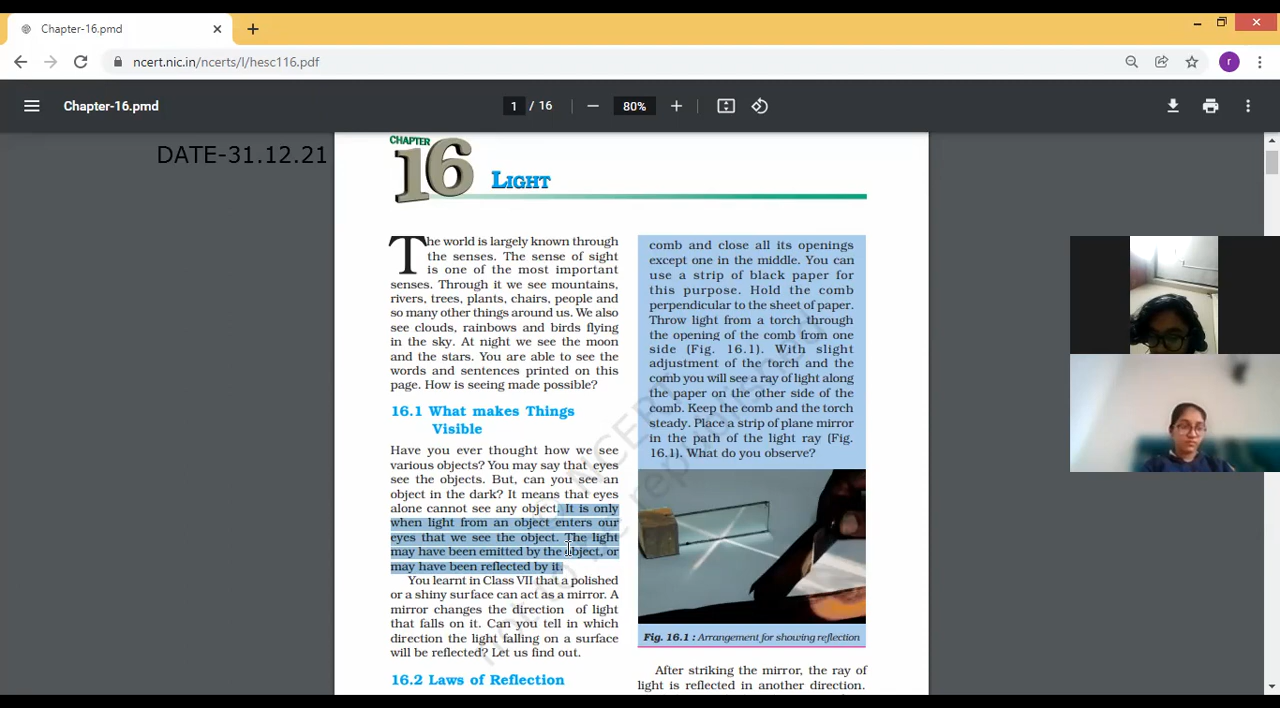 Chapter-16.pmd
ncert.nic.in/ncerts/l/hesc116.pdf
r
Chapter-16.pmd
1 / 16
80%
DATE-31.12.21
CHAPTER
16
LIGHT
The world is largely known through
the senses. The sense of sight
is one of the most important
senses. Through it we see mountains,
rivers, trees, plants, chairs, people and
so many other things around us. We also
see clouds, rainbows and birds flying
in the sky. At night we see the moon
and the stars. You are able to see the
words and sentences printed on this
page. How is seeing made possible?
16.1 What makes Things
Visible
Have you ever thought how we see
various objects? You may say that eyes
see the objects. But, can you see an
object in the dark? It means that eyes
alone cannot see any object. It is only
when light from an object enters our
eyes that we see the object. The light
may have been emitted by the object, or
may have been reflected by it.
You learnt in Class VII that a polished
or a shiny surface can act as a mirror. A
mirror changes the direction of light
that falls on it. Can you tell in which
direction the light falling on a surface
will be reflected? Let us find out.
16.2 Laws of Reflection
comb and close all its openings
except one in the middle. You can
use a strip of black paper for
this purpose. Hold the comb
perpendicular to the sheet of paper.
Throw light from a torch through
the opening of the comb from one
side (Fig. 16.1). With slight
adjustment of the torch and the
comb you will see a ray of light along
the paper on the other side of the
comb. Keep the comb and the torch
steady. Place a strip of plane mirror
in the path of the light ray (Fig.
16.1). What do you observe?
Fig. 16.1 : Arrangement for showing reflection
After striking the mirror, the ray of
light is reflected in another direction.